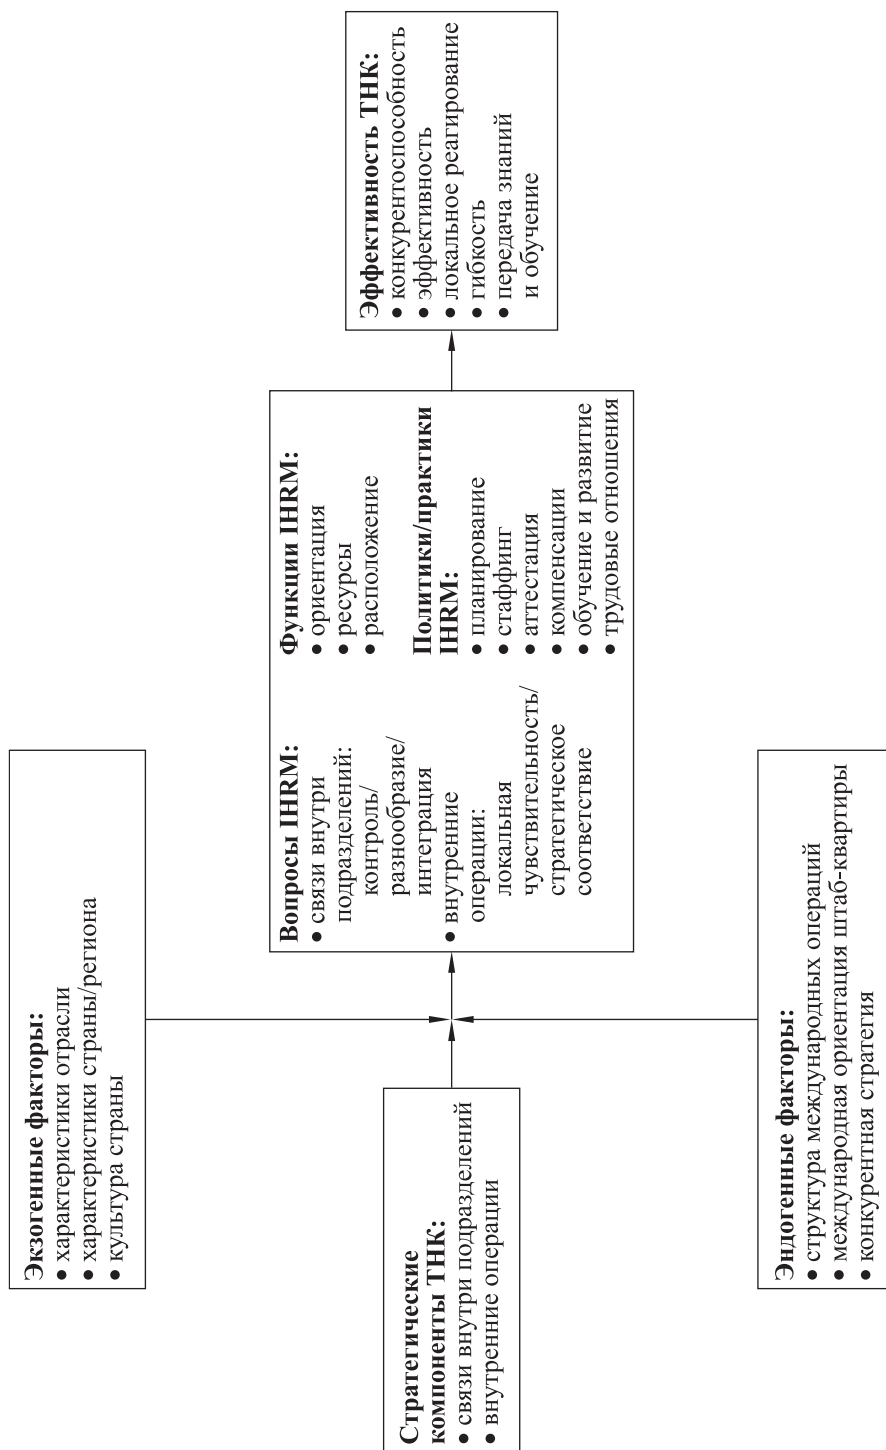 Экзогенные факторы:
• характеристики отрасли
• характеристики страны/региона
• культура страны
Стратегические
компоненты ТНК:
• связи внутри подразделений
• внутренние операции
Эндогенные факторы:
• структура международных операций
• международная ориентация штаб-квартиры
• конкурентная стратегия
Вопросы IHRM:
• связи внутри
подразделений:
контроль/
разнообразие/
интеграция
• внутренние
операции:
локальная
чувствительность/
стратегическое
соответствие
Функции IHRM:
• ориентация
• ресурсы
• расположение
Политики/практики
IHRM:
• планирование
• стаффинг
• аттестация
• компенсации
• обучение и развитие
• трудовые отношения
Эффективность ТНК:
• конкурентоспособность
• эффективность
• локальное реагирование
• гибкость
• передача знаний
и обучение